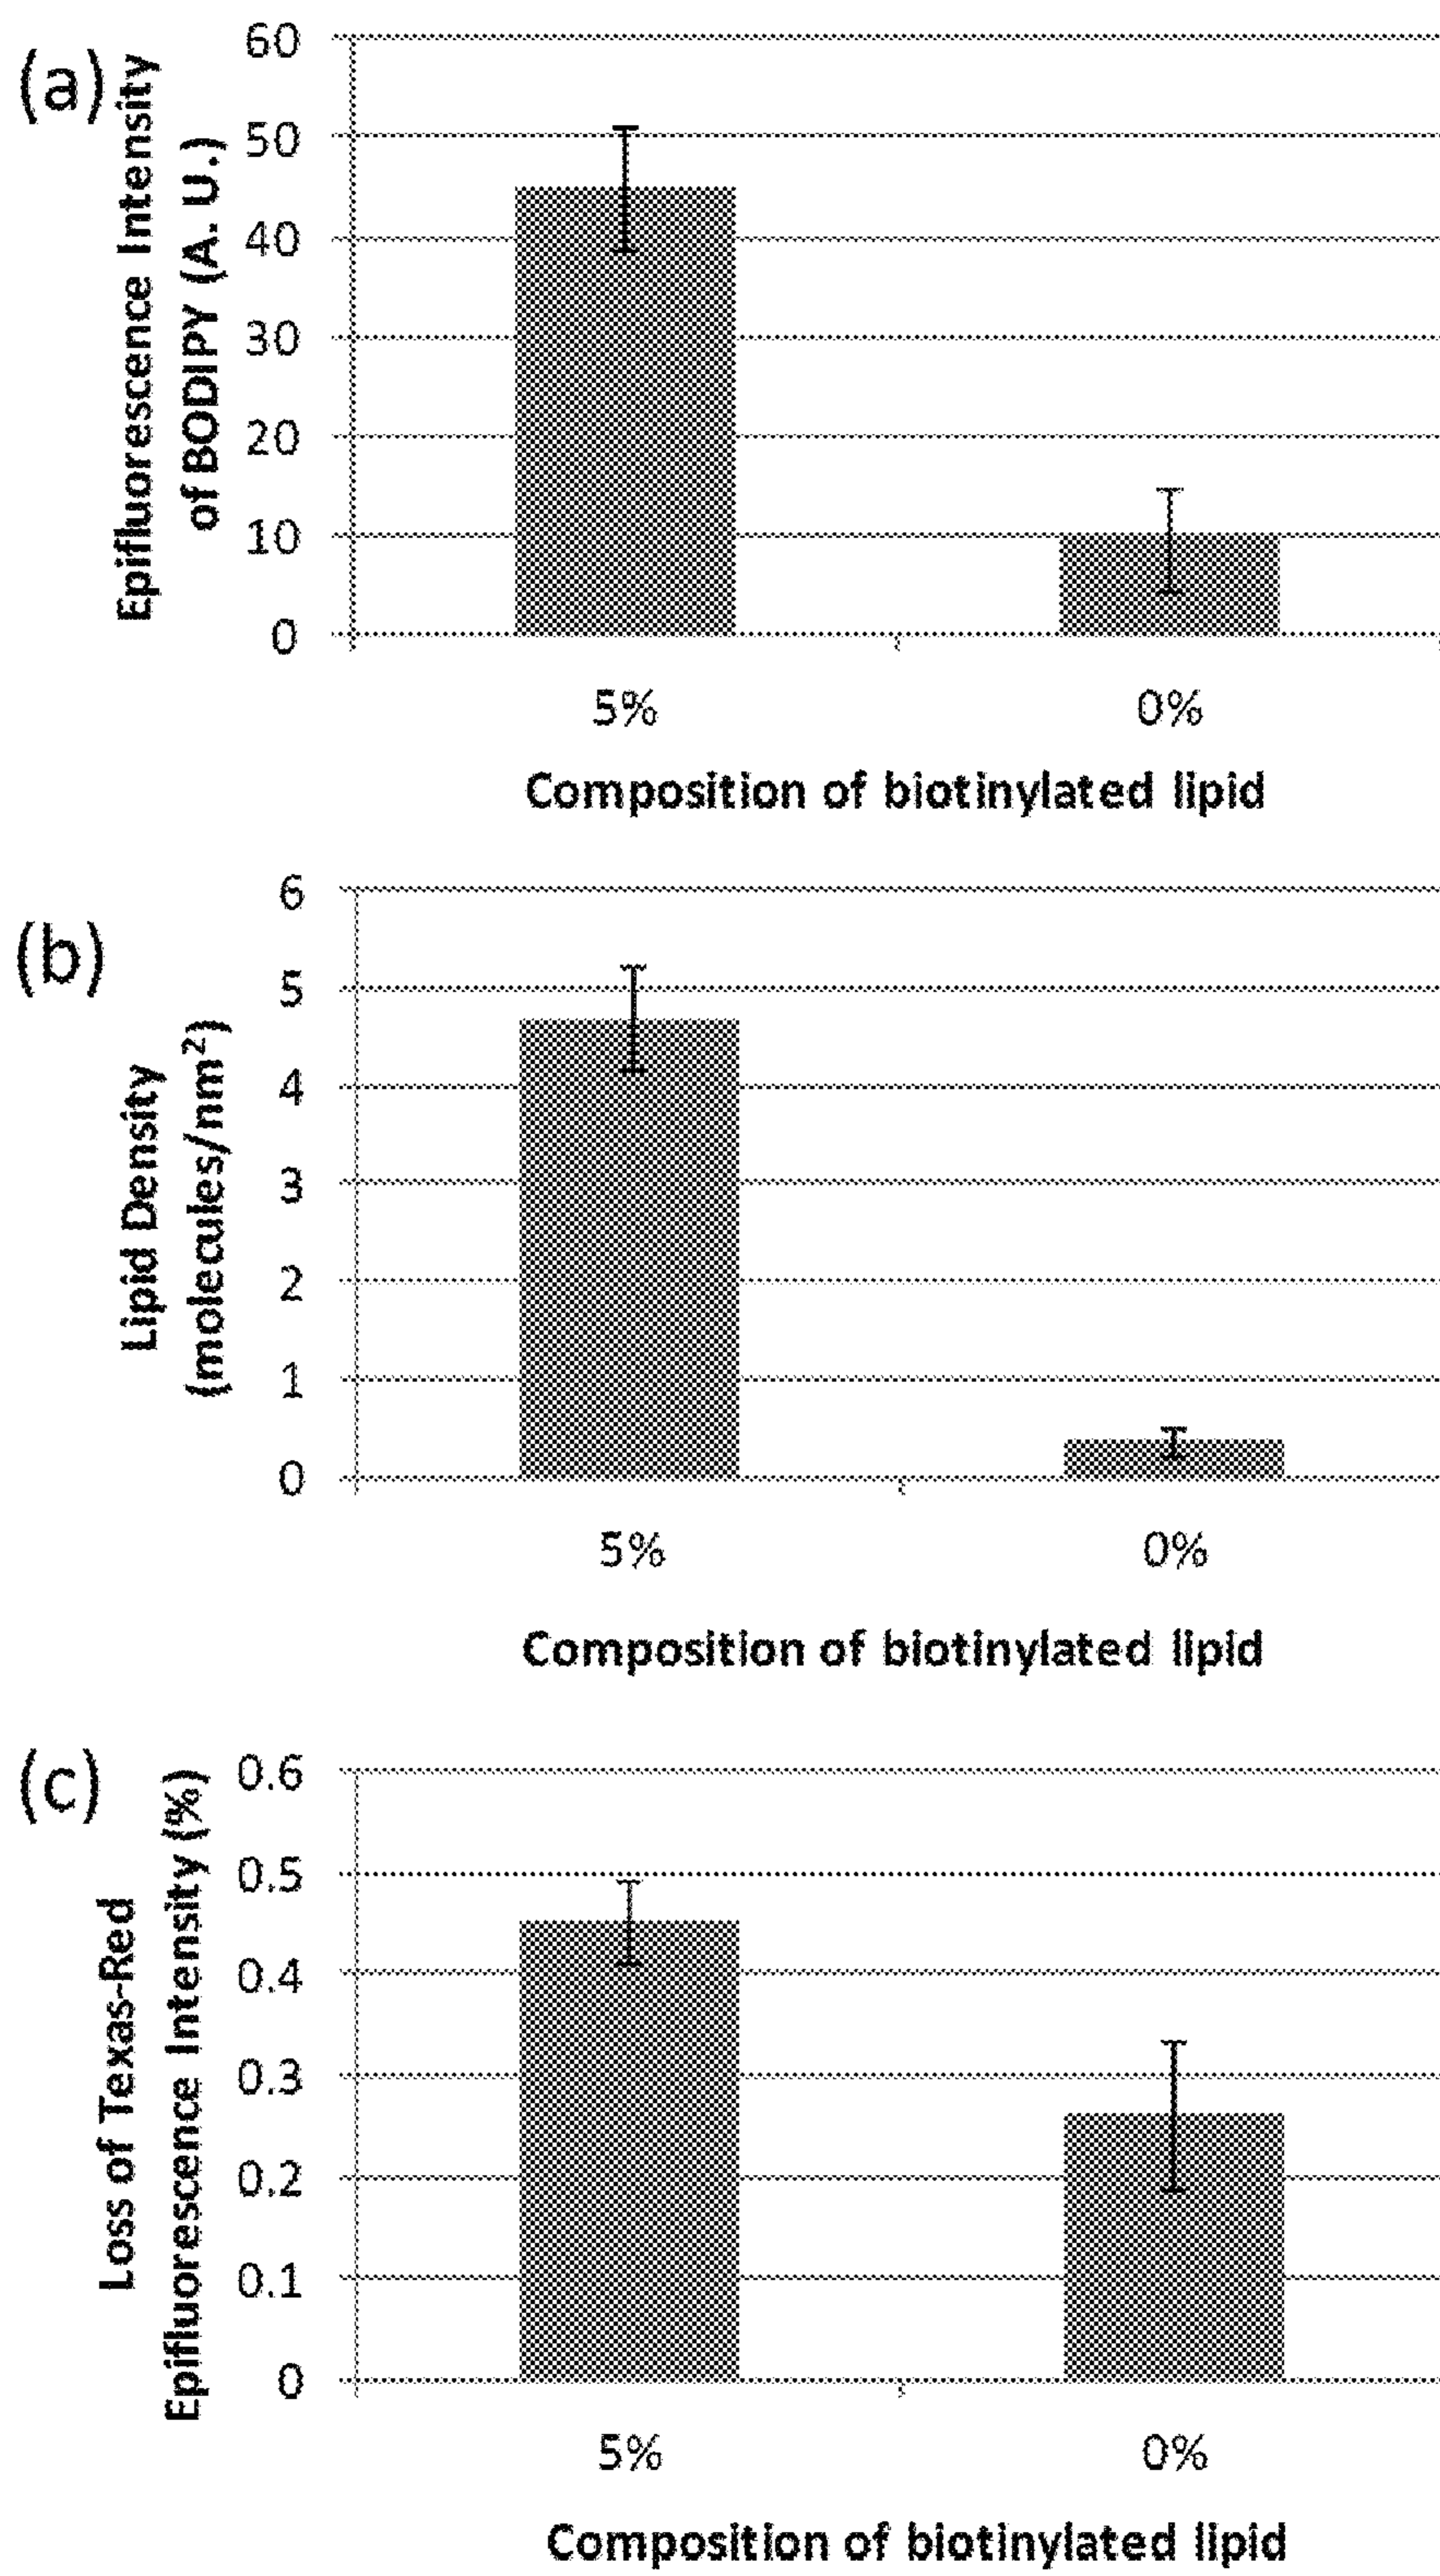 (a)
Epifluorescence Intensity
of BODIPY (A. U.)
60
50
40
30
20
10
0
5% 0%
Composition of biotinylated lipid
(b)
Lipid Density
(molecules/nm²)
6
5
4
3
2
1
0
5% 0%
Composition of biotinylated lipid
(c)
Loss of Texas-Red
Epifluorescence Intensity (%)
0.6
0.5
0.4
0.3
0.2
0.1
0
5% 0%
Composition of biotinylated lipid